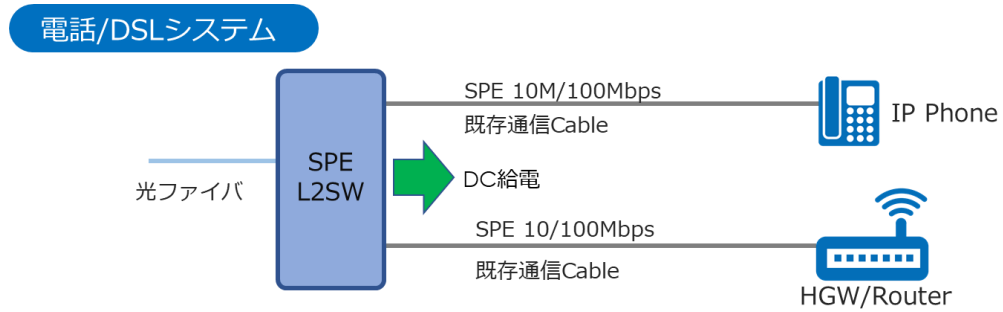 電話/DSLシステム
SPE 10M/100Mbps
既存通信Cable
IP Phone
SPE
L2SW
光ファイバ
DC給電
SPE 10/100Mbps
既存通信Cable
HGW/Router